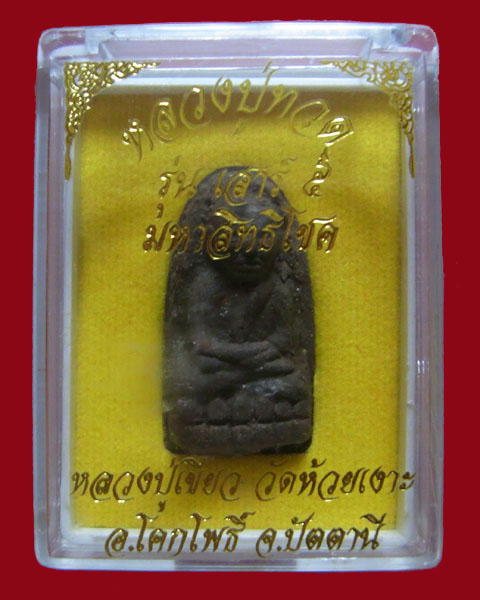 หลวงปู่ทวด
รุ่น เอาร์ ๕
มหาสิทธิโชค
หลวงปู่เขียว วัดห้วยเงาะ
อ.โคกโพธิ์ จ.ปัตตานี